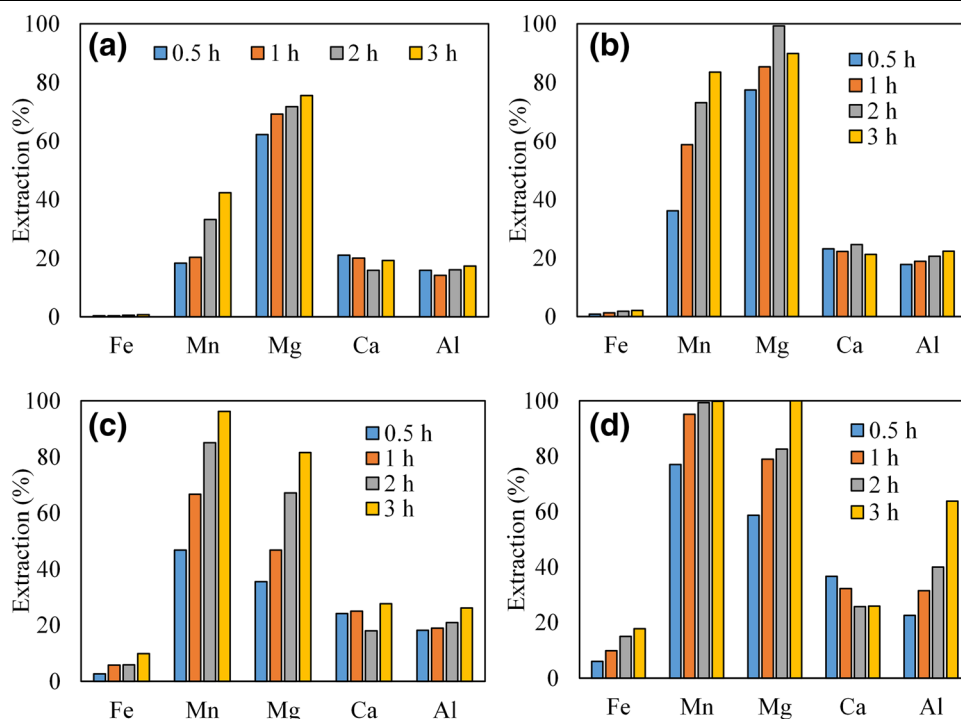 (a)
0.5 h 1 h 2 h 3 h
Extraction (%)
100
80
60
40
20
0
Fe Mn Mg Ca Al
(b)
0.5 h
1 h
2 h
3 h
Extraction (%)
100
80
60
40
20
0
Fe Mn Mg Ca Al
(c)
0.5 h
1 h
2 h
3 h
Extraction (%)
100
80
60
40
20
0
Fe Mn Mg Ca Al
(d)
0.5 h
1 h
2 h
3 h
Extraction (%)
100
80
60
40
20
0
Fe Mn Mg Ca Al